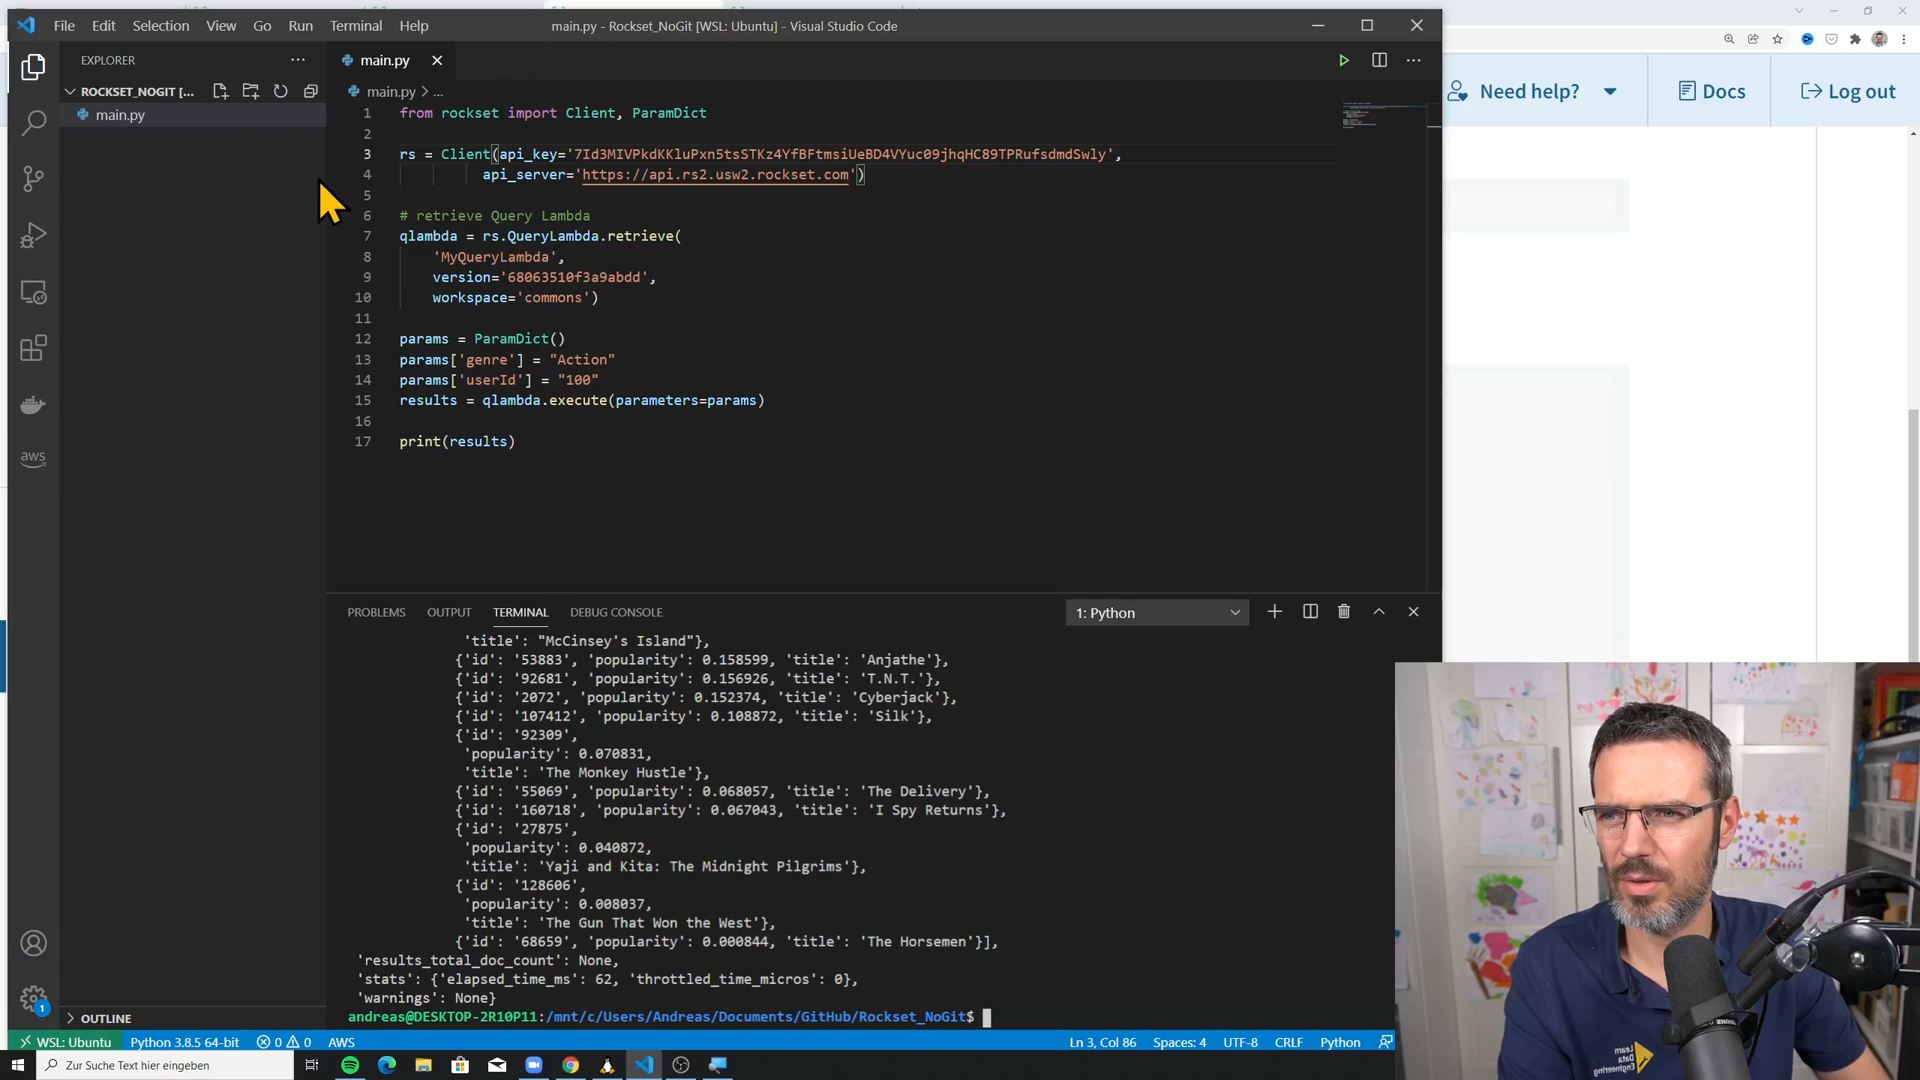 File Edit Selection View Go Run Terminal Help
main.py - Rockset_NoGit [WSL: Ubuntu] - Visual Studio Code
EXPLORER
main.py
ROCKSET_NOGIT [...
main.py
main.py > ...
1 from rockset import Client, ParamDict
2
3 rs = Client(api_key='7Id3MIVPkdKKluPxn5tsSTKz4YfBFtmsiUeBD4VYuc09jhqHC89TPRufsdmdSwly',
4 api_server='https://api.rs2.usw2.rockset.com')
5
6 # retrieve Query Lambda
7 qlambda = rs.QueryLambda.retrieve(
8 'MyQueryLambda',
9 version='68063510f3a9abdd',
10 workspace='commons')
11
12 params = ParamDict()
13 params['genre'] = "Action"
14 params['userId'] = "100"
15 results = qlambda.execute(parameters=params)
16
17 print(results)
Need help?
Docs
Log out
aws
PROBLEMS OUTPUT TERMINAL DEBUG CONSOLE
1: Python
'title': "McCinsey's Island"},
{'id': '53883', 'popularity': 0.158599, 'title': 'Anjathe'},
{'id': '92681', 'popularity': 0.156926, 'title': 'T.N.T.'},
{'id': '2072', 'popularity': 0.152374, 'title': 'Cyberjack'},
{'id': '107412', 'popularity': 0.108872, 'title': 'Silk'},
{'id': '92309',
'popularity': 0.070831,
'title': 'The Monkey Hustle'},
{'id': '55069', 'popularity': 0.068057, 'title': 'The Delivery'},
{'id': '160718', 'popularity': 0.067043, 'title': 'I Spy Returns'},
{'id': '27875',
'popularity': 0.040872,
'title': 'Yaji and Kita: The Midnight Pilgrims'},
{'id': '128606',
'popularity': 0.008037,
'title': 'The Gun That Won the West'},
{'id': '68659', 'popularity': 0.000844, 'title': 'The Horsemen'}],
'results_total_doc_count': None,
'stats': {'elapsed_time_ms': 62, 'throttled_time_micros': 0},
'warnings': None}
andreas@DESKTOP-2R10P11:/mnt/c/Users/Andreas/Documents/GitHub/Rockset_NoGit$
1
OUTLINE
WSL: Ubuntu Python 3.8.5 64-bit 0 0 AWS
Ln 3, Col 86 Spaces: 4 UTF-8 CRLF Python
Zur Suche Text hier eingeben
Learn
Data
Engineering